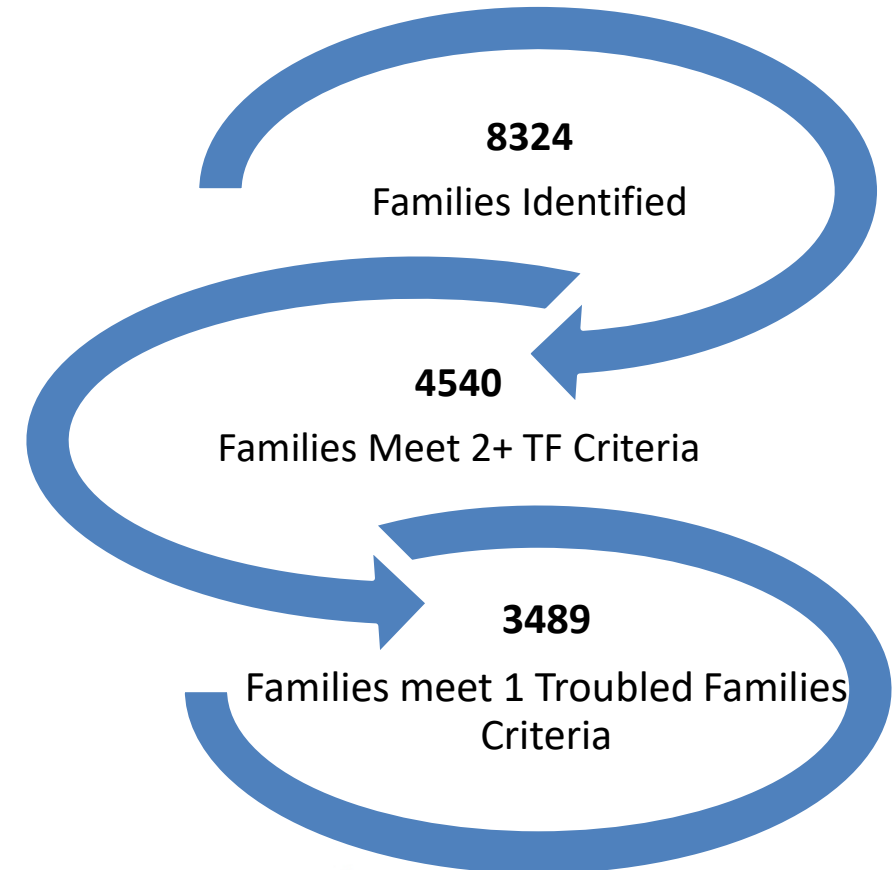 8324
Families Identified
4540
Families Meet 2+ TF Criteria
3489
Families meet 1 Troubled Families
Criteria